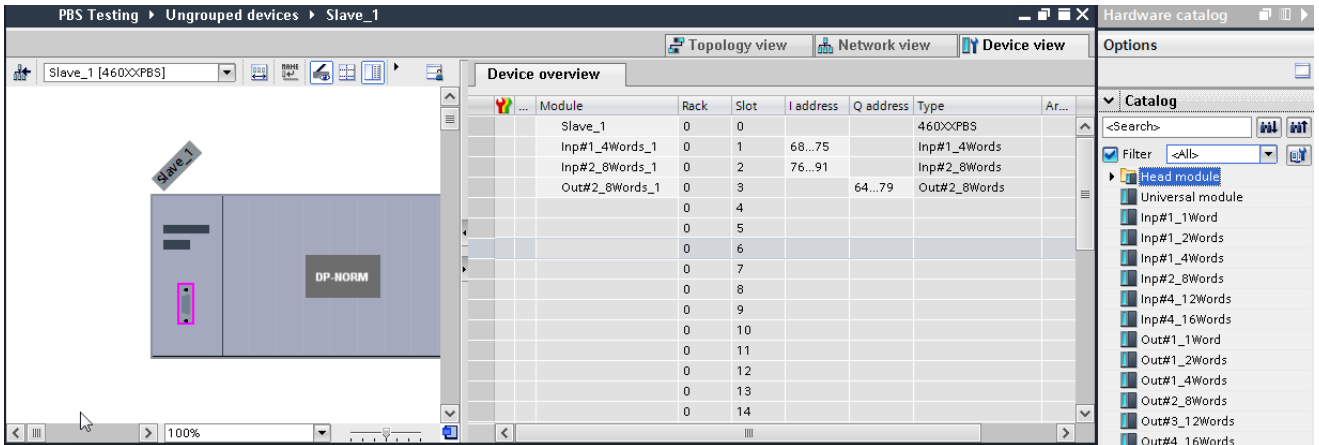 PBS Testing ▸ Ungrouped devices ▸ Slave_1
Topology view
Network view
Device view
Slave_1 [460XXPBS]
NAME
Slave_1
DP-NORM
100%
Device overview
... Module Rack Slot I address Q address Type Ar...
Slave_1 0 0 460XXPBS
Inp#1_4Words_1 0 1 68...75 Inp#1_4Words
Inp#2_8Words_1 0 2 76...91 Inp#2_8Words
Out#2_8Words_1 0 3 64...79 Out#2_8Words
0 4
0 5
0 6
0 7
0 8
0 9
0 10
0 11
0 12
0 13
0 14
Hardware catalog
Options
Catalog
<Search>
Filter <All>
Head module
Universal module
Inp#1_1Word
Inp#1_2Words
Inp#1_4Words
Inp#2_8Words
Inp#4_12Words
Inp#4_16Words
Out#1_1Word
Out#1_2Words
Out#1_4Words
Out#2_8Words
Out#3_12Words
Out#4_16Words